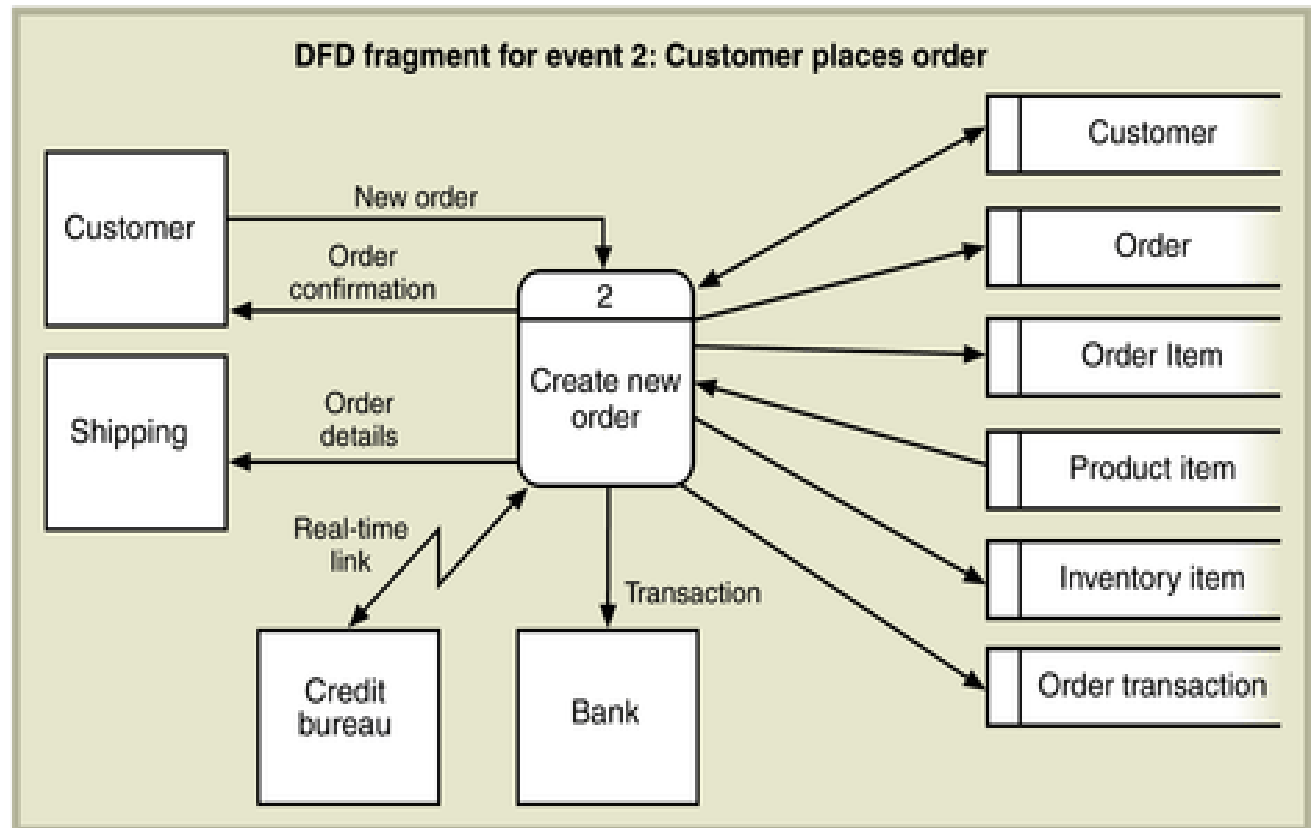 DFD fragment for event 2: Customer places order
Customer
New order
Order
confirmation
Shipping
Order
details
2
Create new
order
Real-time
link
Transaction
Credit
bureau
Bank
Customer
Order
Order Item
Product item
Inventory item
Order transaction